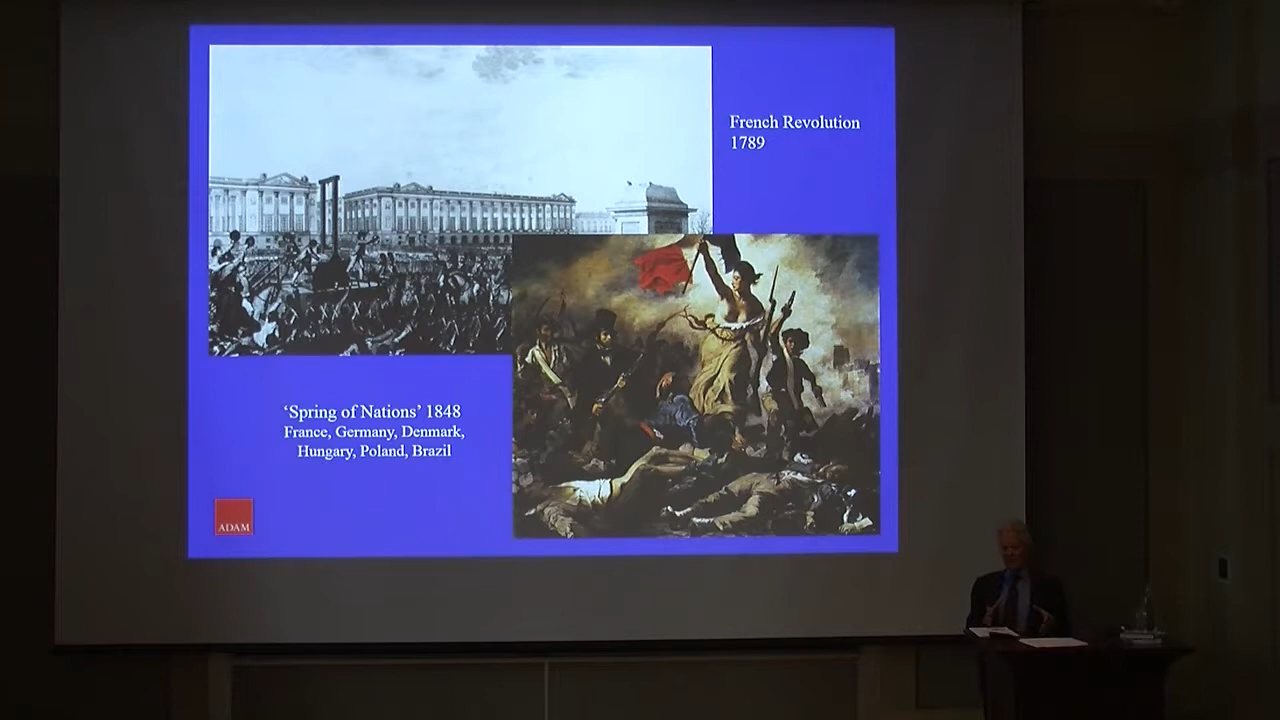 French Revolution
1789
‘Spring of Nations’ 1848
France, Germany, Denmark,
Hungary, Poland, Brazil
ADAM